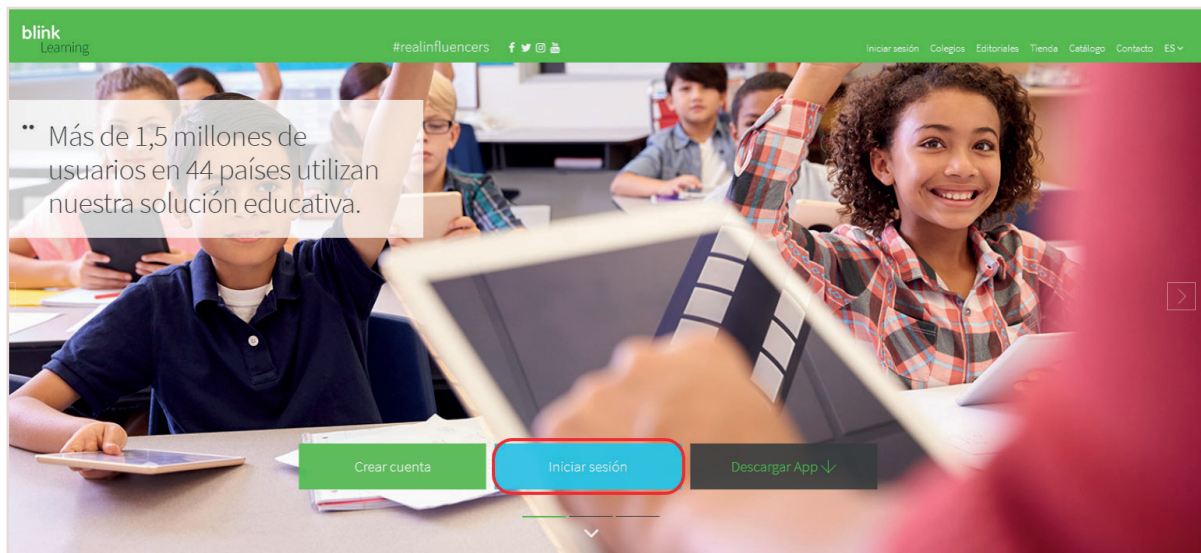 blink
Learning
#realinfluencers
Iniciar sesión Colegios Editoriales Tienda Catálogo Contacto ES
Más de 1,5 millones de
usuarios en 44 países utilizan
nuestra solución educativa.
Crear cuenta
Iniciar sesión
Descargar App